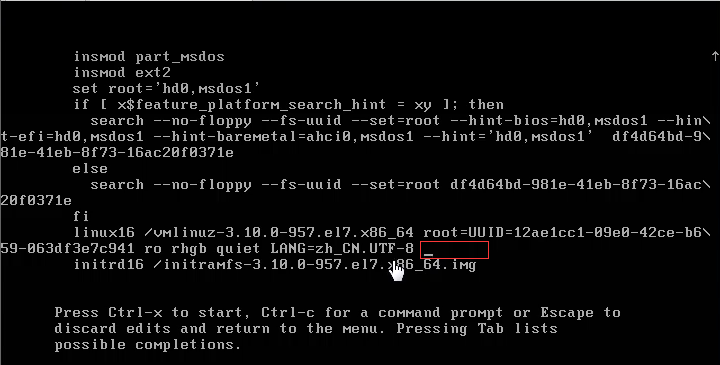 insmod part_msdos
insmod ext2
set root='hd0,msdos1'
if [ x$feature_platform_search_hint = xy ]; then
search --no-floppy --fs-uuid --set=root --hint-bios=hd0,msdos1 --hin\
t-efi=hd0,msdos1 --hint-baremetal=ahci0,msdos1 --hint='hd0,msdos1'  df4d64bd-9\
81e-41eb-8f73-16ac20f0371e
else
search --no-floppy --fs-uuid --set=root df4d64bd-981e-41eb-8f73-16ac\
20f0371e
fi
linux16 /vmlinuz-3.10.0-957.el7.x86_64 root=UUID=12ae1cc1-09e0-42ce-b6\
59-063df3e7c941 ro rhgb quiet LANG=zh_CN.UTF-8 _
initrd16 /initramfs-3.10.0-957.el7.x86_64.img
Press Ctrl-x to start, Ctrl-c for a command prompt or Escape to
discard edits and return to the menu. Pressing Tab lists
possible completions.